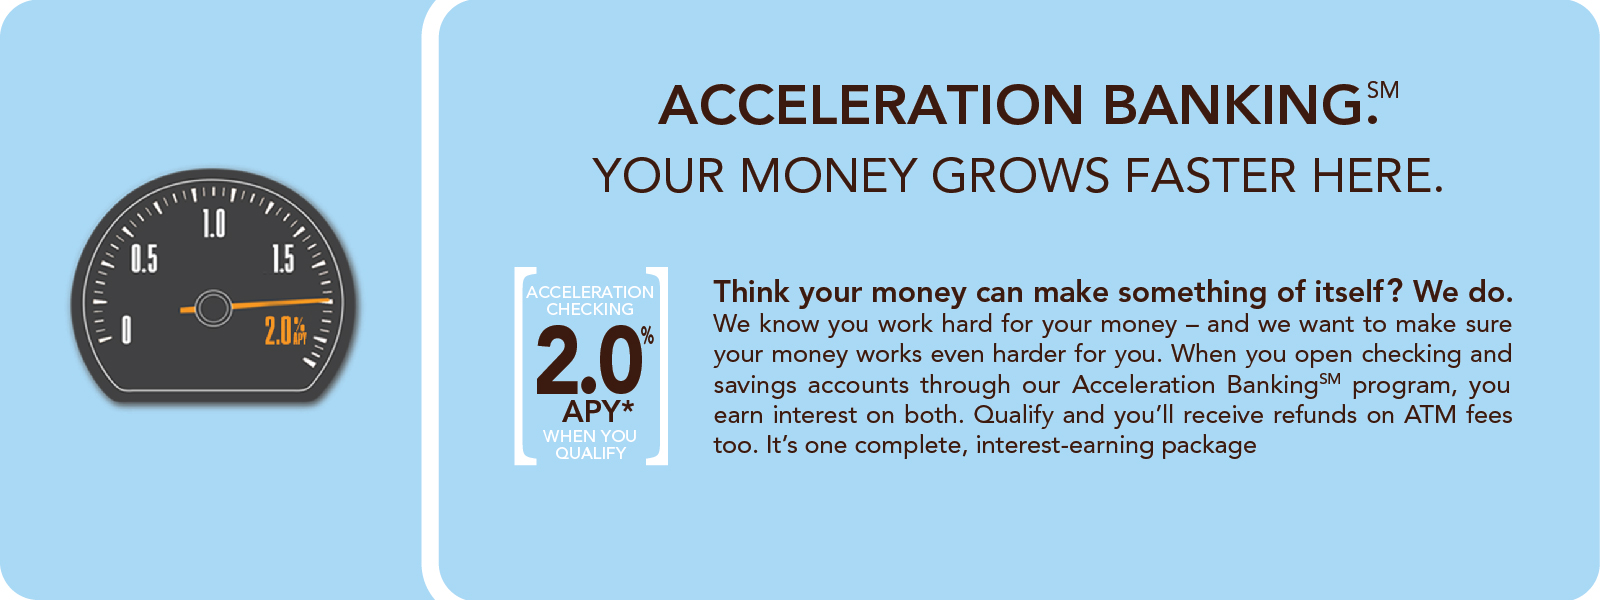 1.0
0.5
1.5
0
2.0% APY
ACCELERATION BANKING.SM
YOUR MONEY GROWS FASTER HERE.
ACCELERATION
CHECKING
2.0%
APY*
WHEN YOU
QUALIFY
Think your money can make something of itself? We do.
We know you work hard for your money – and we want to make sure
your money works even harder for you. When you open checking and
savings accounts through our Acceleration BankingSM program, you
earn interest on both. Qualify and you’ll receive refunds on ATM fees
too. It’s one complete, interest-earning package